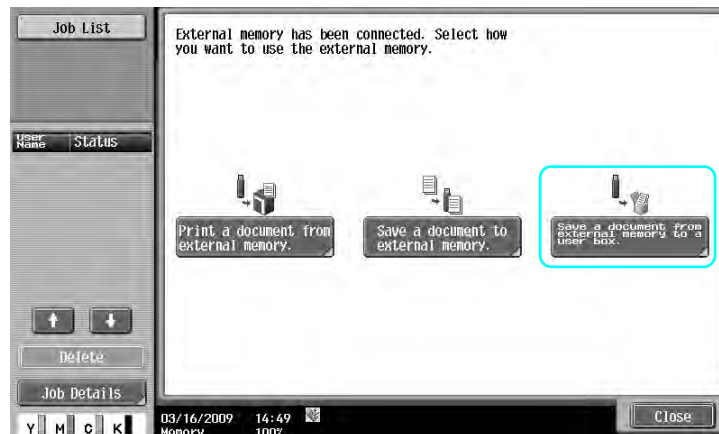 Job List
External memory has been connected. Select how
you want to use the external memory.
User
Name
Status
Print a document from
external memory.
Save a document to
external memory.
Save a document from
external memory to a
user box.
Delete
Job Details
Y M C K
03/16/2009 14:49
Memory 100%
Close